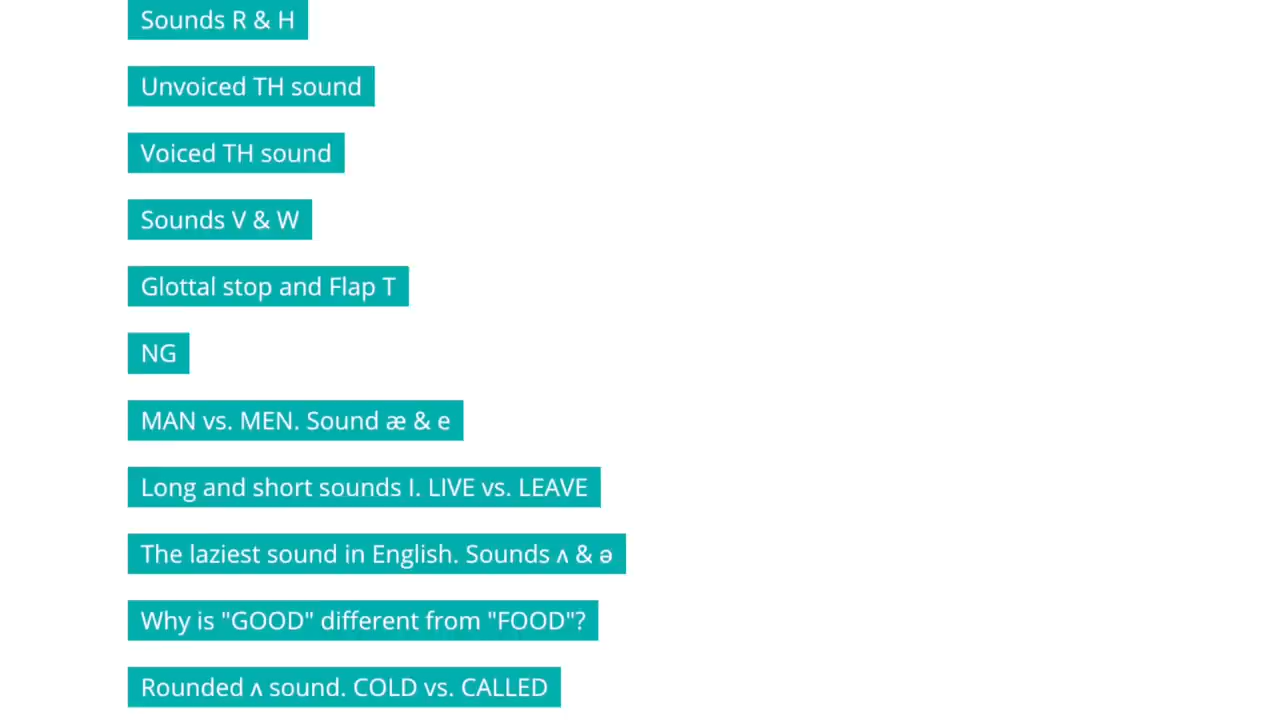 Sounds R & H
Unvoiced TH sound
Voiced TH sound
Sounds V & W
Glottal stop and Flap T
NG
MAN vs. MEN. Sound æ & e
Long and short sounds I. LIVE vs. LEAVE
The laziest sound in English. Sounds ʌ & ə
Why is "GOOD" different from "FOOD"?
Rounded ʌ sound. COLD vs. CALLED